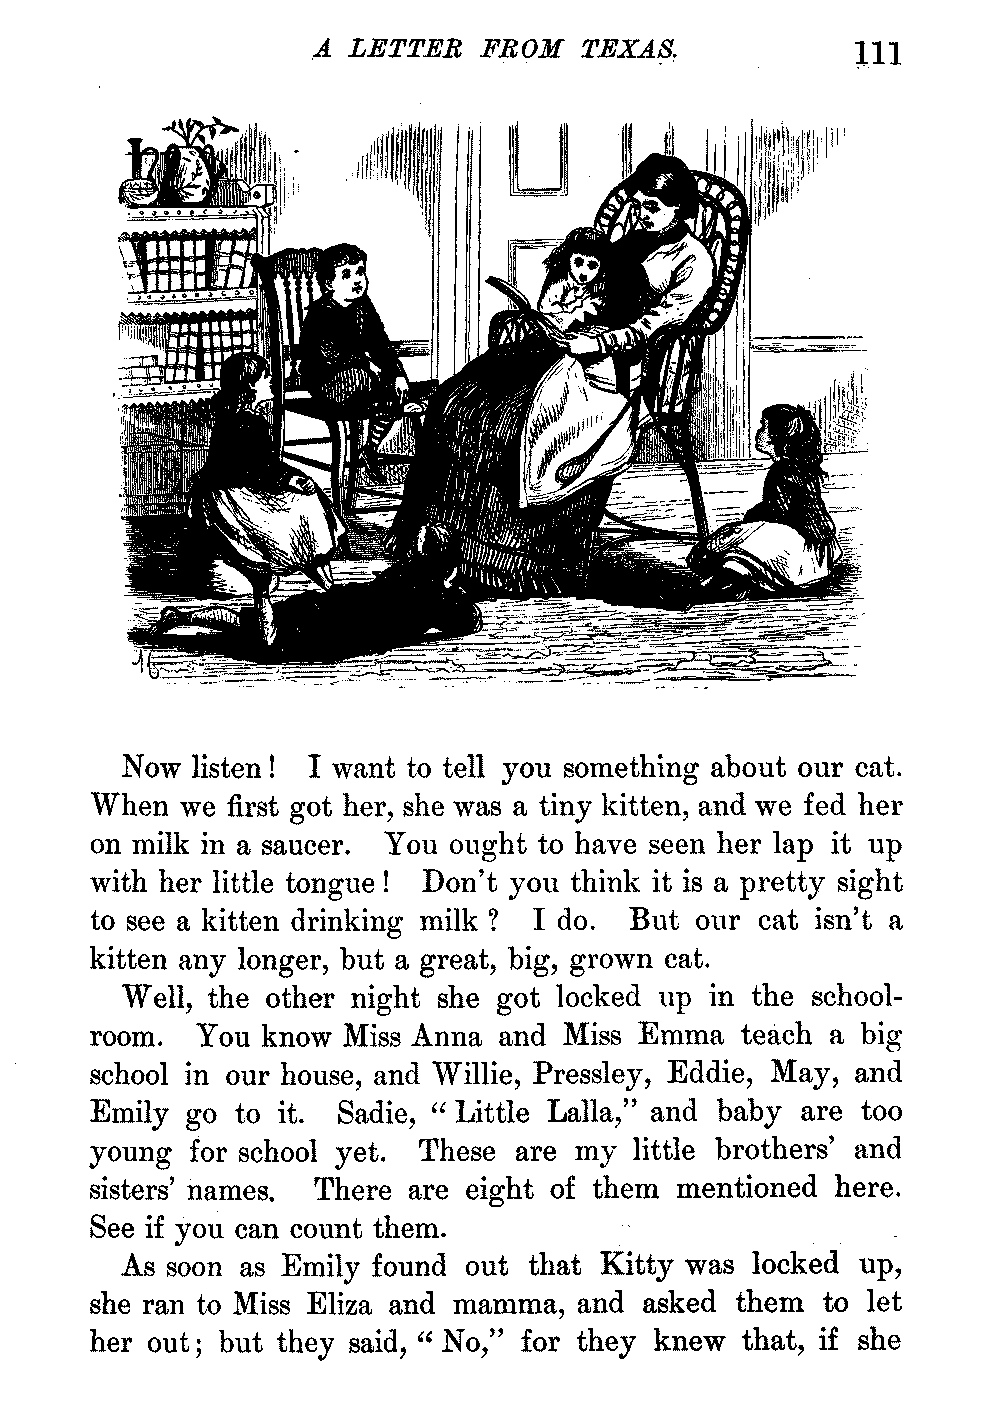 A LETTER FROM TEXAS. 111
Now listen! I want to tell you something about our cat.
When we first got her, she was a tiny kitten, and we fed her
on milk in a saucer. You ought to have seen her lap it up
with her little tongue! Don't you think it is a pretty sight
to see a kitten drinking milk? I do. But our cat isn't a
kitten any longer, but a great, big, grown cat.
Well, the other night she got locked up in the school-
room. You know Miss Anna and Miss Emma teach a big
school in our house, and Willie, Pressley, Eddie, May, and
Emily go to it. Sadie, "Little Lalla," and baby are too
young for school yet. These are my little brothers' and
sisters' names. There are eight of them mentioned here.
See if you can count them.
As soon as Emily found out that Kitty was locked up,
she ran to Miss Eliza and mamma, and asked them to let
her out; but they said, "No," for they knew that, if she